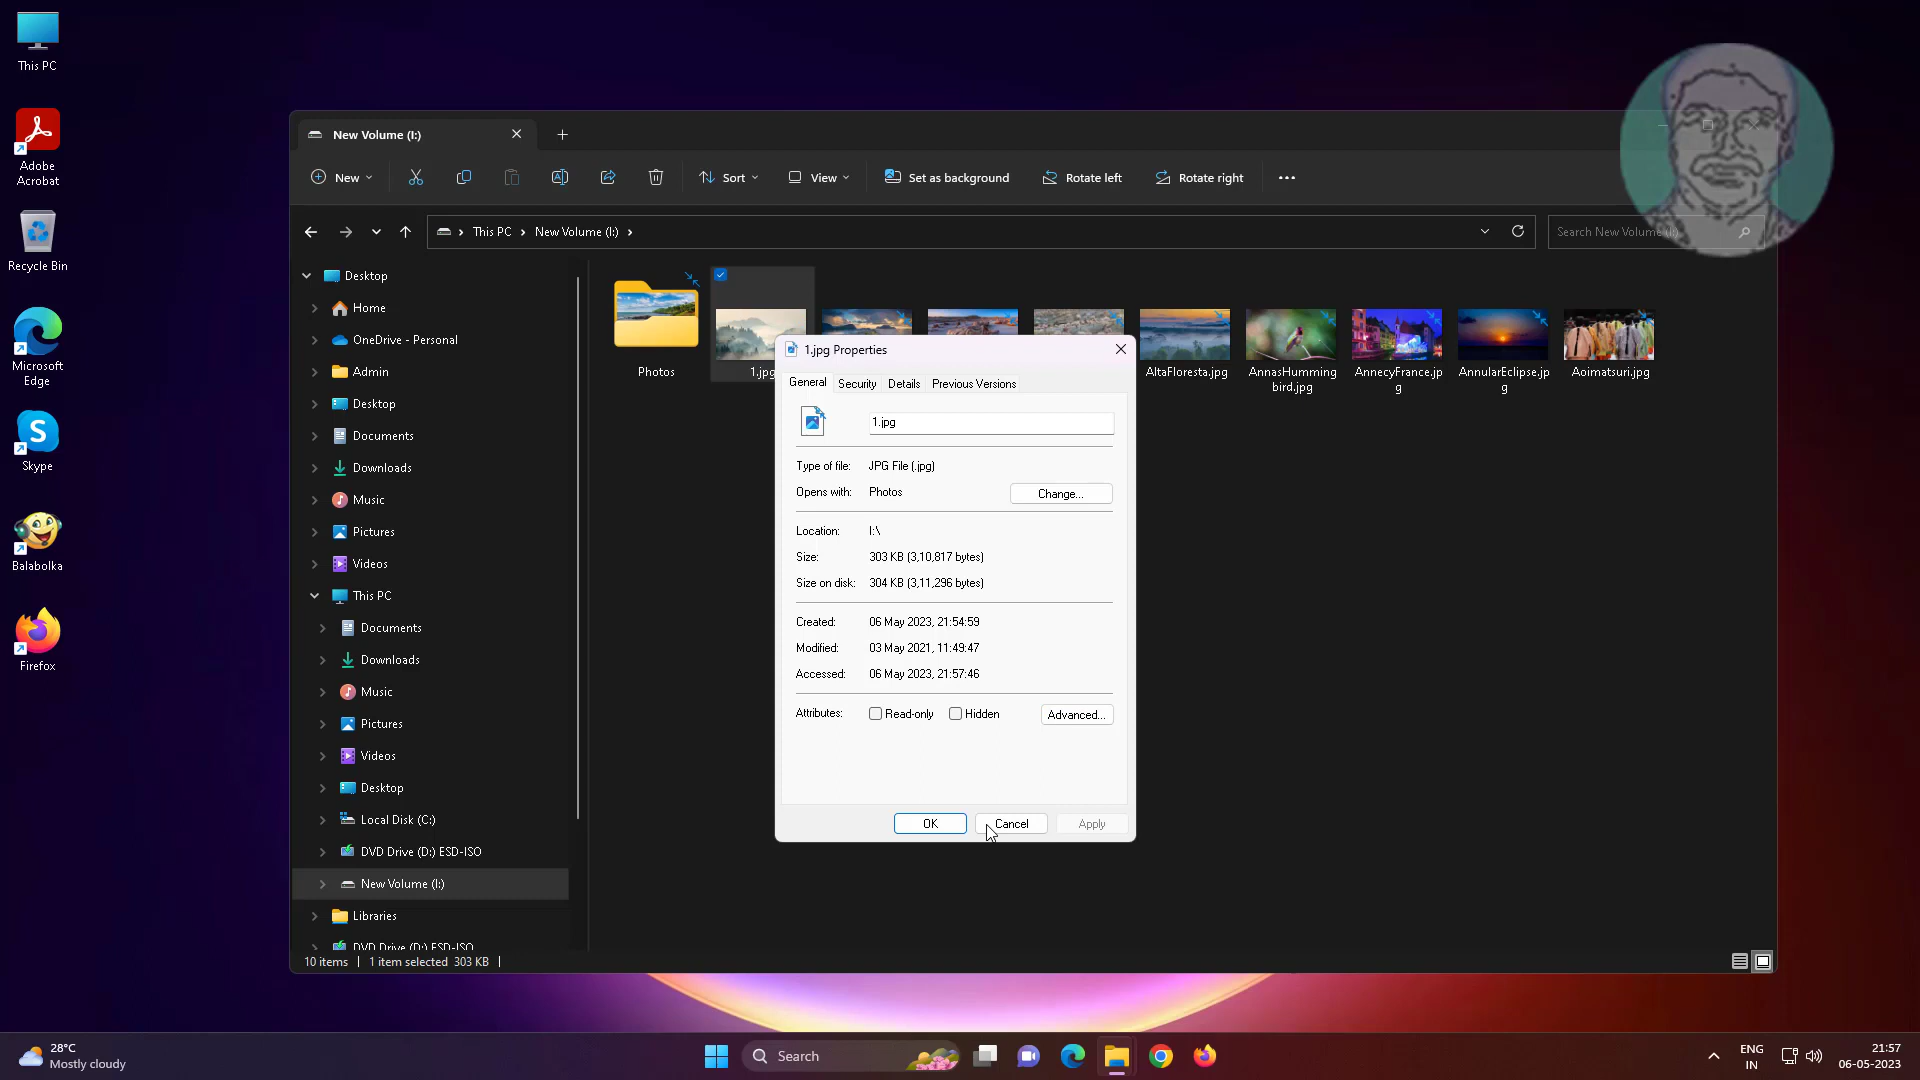 This PC
Adobe
Acrobat
Recycle Bin
Microsoft
Edge
Skype
Balabolka
Firefox
New Volume (I:)
New
Sort
View
Set as background
Rotate left
Rotate right
This PC
New Volume (I:)
Search New Volume (I:)
Desktop
Home
OneDrive - Personal
Admin
Desktop
Documents
Downloads
Music
Pictures
Videos
This PC
Documents
Downloads
Music
Pictures
Videos
Desktop
Local Disk (C:)
DVD Drive (D:) ESD-ISO
New Volume (I:)
Libraries
DVD Drive (D:) ESD-ISO
Photos
1.jpg
AltaFloresta.jpg
AnnasHumming
bird.jpg
AnnecyFrance.jp
g
AnnularEclipse.jp
g
Aoimatsuri.jpg
1.jpg Properties
General
Security
Details
Previous Versions
1.jpg
Type of file: JPG File (.jpg)
Opens with: Photos
Change...
Location: I:\
Size: 303 KB (3,10,817 bytes)
Size on disk: 304 KB (3,11,296 bytes)
Created: 06 May 2023, 21:54:59
Modified: 03 May 2021, 11:49:47
Accessed: 06 May 2023, 21:57:46
Attributes: Read-only Hidden
Advanced...
OK
Cancel
Apply
10 items
1 item selected 303 KB
28°C
Mostly cloudy
Search
ENG
IN
21:57
06-05-2023